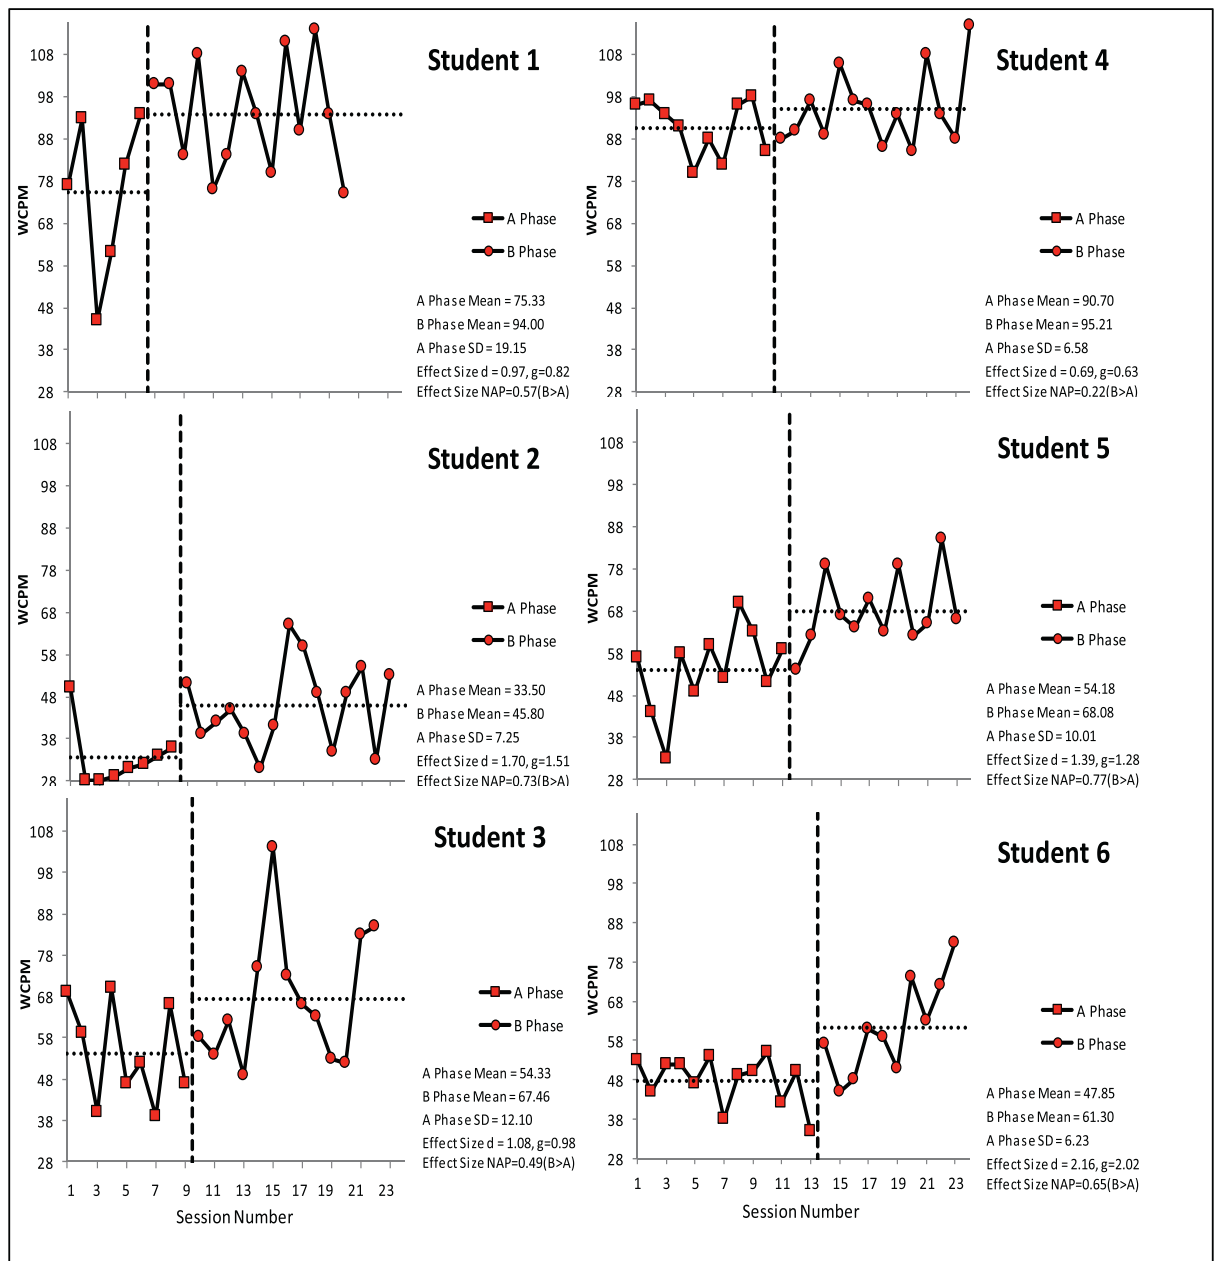 Student 1
108
98
88
78
68
58
48
38
28
WCPM
A Phase
B Phase
A Phase Mean = 75.33
B Phase Mean = 94.00
A Phase SD = 19.15
Effect Size d = 0.97, g=0.82
Effect Size NAP=0.57(B>A)
Student 4
108
98
88
78
68
58
48
38
28
WCPM
A Phase
B Phase
A Phase Mean = 90.70
B Phase Mean = 95.21
A Phase SD = 6.58
Effect Size d = 0.69, g=0.63
Effect Size NAP=0.22(B>A)
Student 2
108
98
88
78
68
58
48
38
28
WCPM
A Phase
B Phase
A Phase Mean = 33.50
B Phase Mean = 45.80
A Phase SD = 7.25
Effect Size d = 1.70, g=1.51
Effect Size NAP=0.73(B>A)
Student 5
108
98
88
78
68
58
48
38
28
WCPM
A Phase
B Phase
A Phase Mean = 54.18
B Phase Mean = 68.08
A Phase SD = 10.01
Effect Size d = 1.39, g=1.28
Effect Size NAP=0.77(B>A)
Student 3
108
98
88
78
68
58
48
38
28
WCPM
A Phase
B Phase
A Phase Mean = 54.33
B Phase Mean = 67.46
A Phase SD = 12.10
Effect Size d = 1.08, g=0.98
Effect Size NAP=0.49(B>A)
1 3 5 7 9 11 13 15 17 19 21 23
Session Number
Student 6
108
98
88
78
68
58
48
38
28
WCPM
A Phase
B Phase
A Phase Mean = 47.85
B Phase Mean = 61.30
A Phase SD = 6.23
Effect Size d = 2.16, g=2.02
Effect Size NAP=0.65(B>A)
1 3 5 7 9 11 13 15 17 19 21 23
Session Number